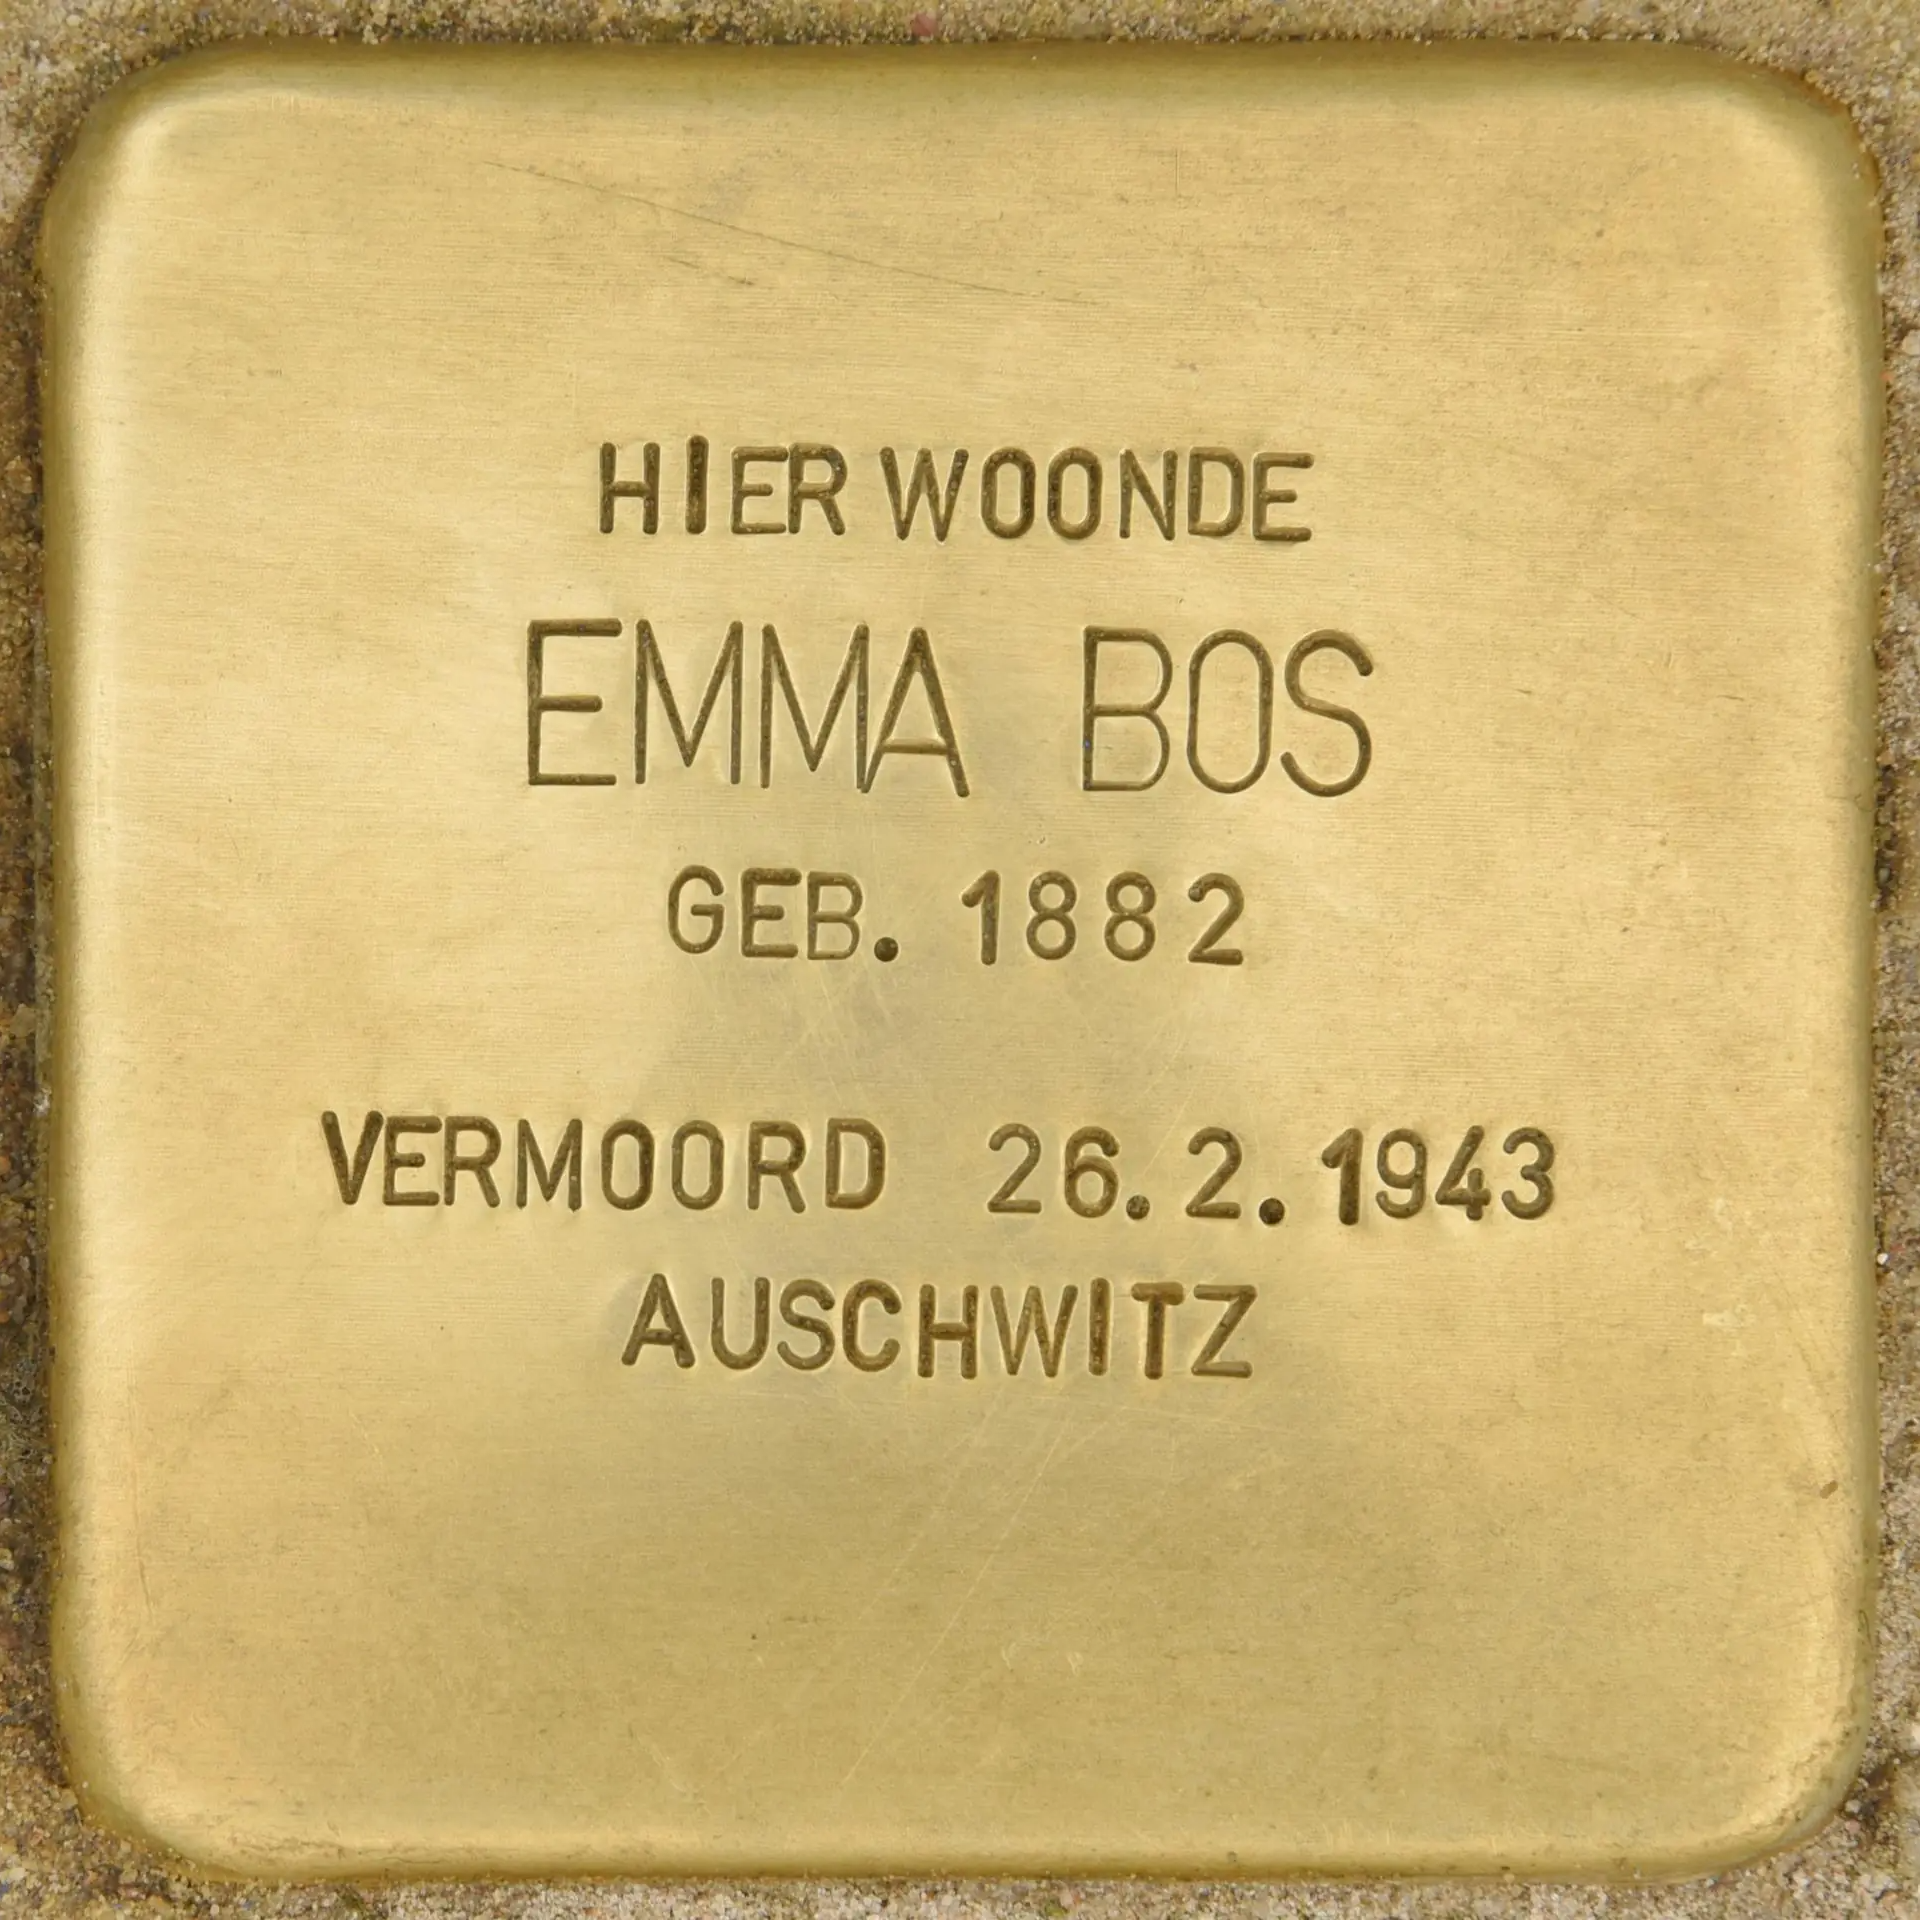 HIER WOONDE
EMMA BOS
GEB. 1882
VERMOORD 26.2.1943
AUSCHWITZ